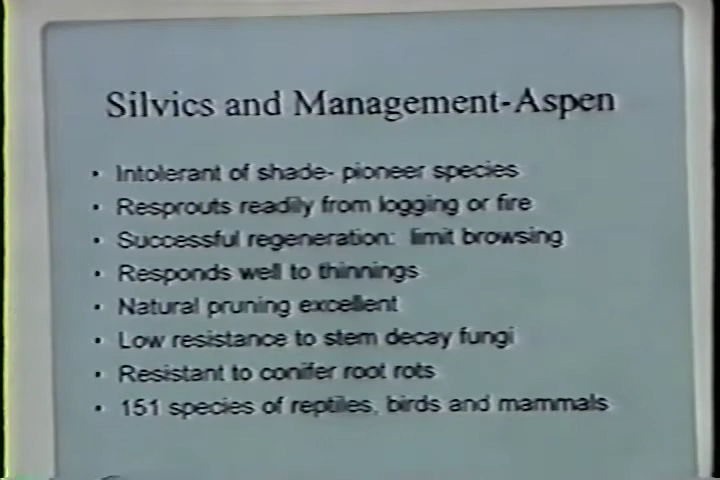 Silvics and Management-Aspen
• Intolerant of shade- pioneer species
• Resprouts readily from logging or fire
• Successful regeneration: limit browsing
• Responds well to thinnings
• Natural pruning excellent
• Low resistance to stem decay fungi
• Resistant to conifer root rots
• 151 species of reptiles, birds and mammals